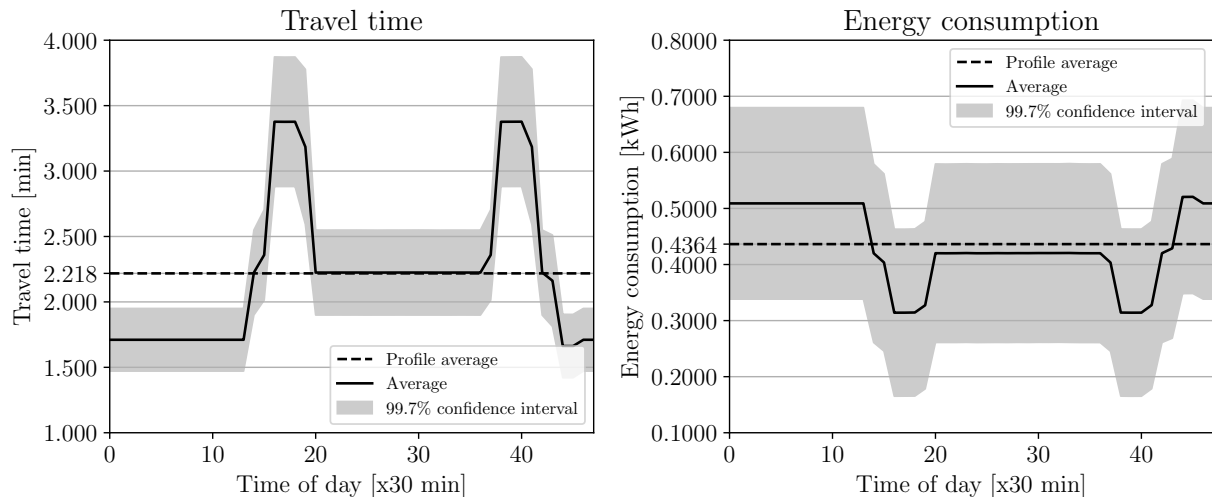 Travel time
Travel time [min]
4.000
3.500
3.000
2.500
2.218
2.000
1.500
1.000
Profile average
Average
99.7% confidence interval
0
10
20
30
40
Time of day [x30 min]
Energy consumption
Energy consumption [kWh]
0.8000
0.7000
0.6000
0.5000
0.4364
0.4000
0.3000
0.2000
0.1000
Profile average
Average
99.7% confidence interval
0
10
20
30
40
Time of day [x30 min]